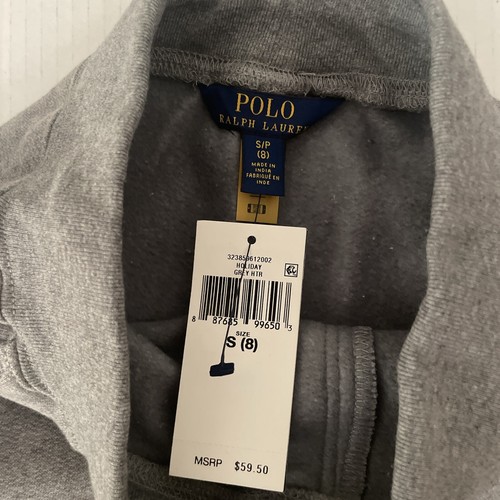 POLO
RALPH LAUREN
S/P
(8)
MADE IN
INDIA
FABRIQUÉ EN
INDE
HOLIDAY
GREY HTR
8 87685 99650 3
SIZE
S (8)
MSRP $59.50